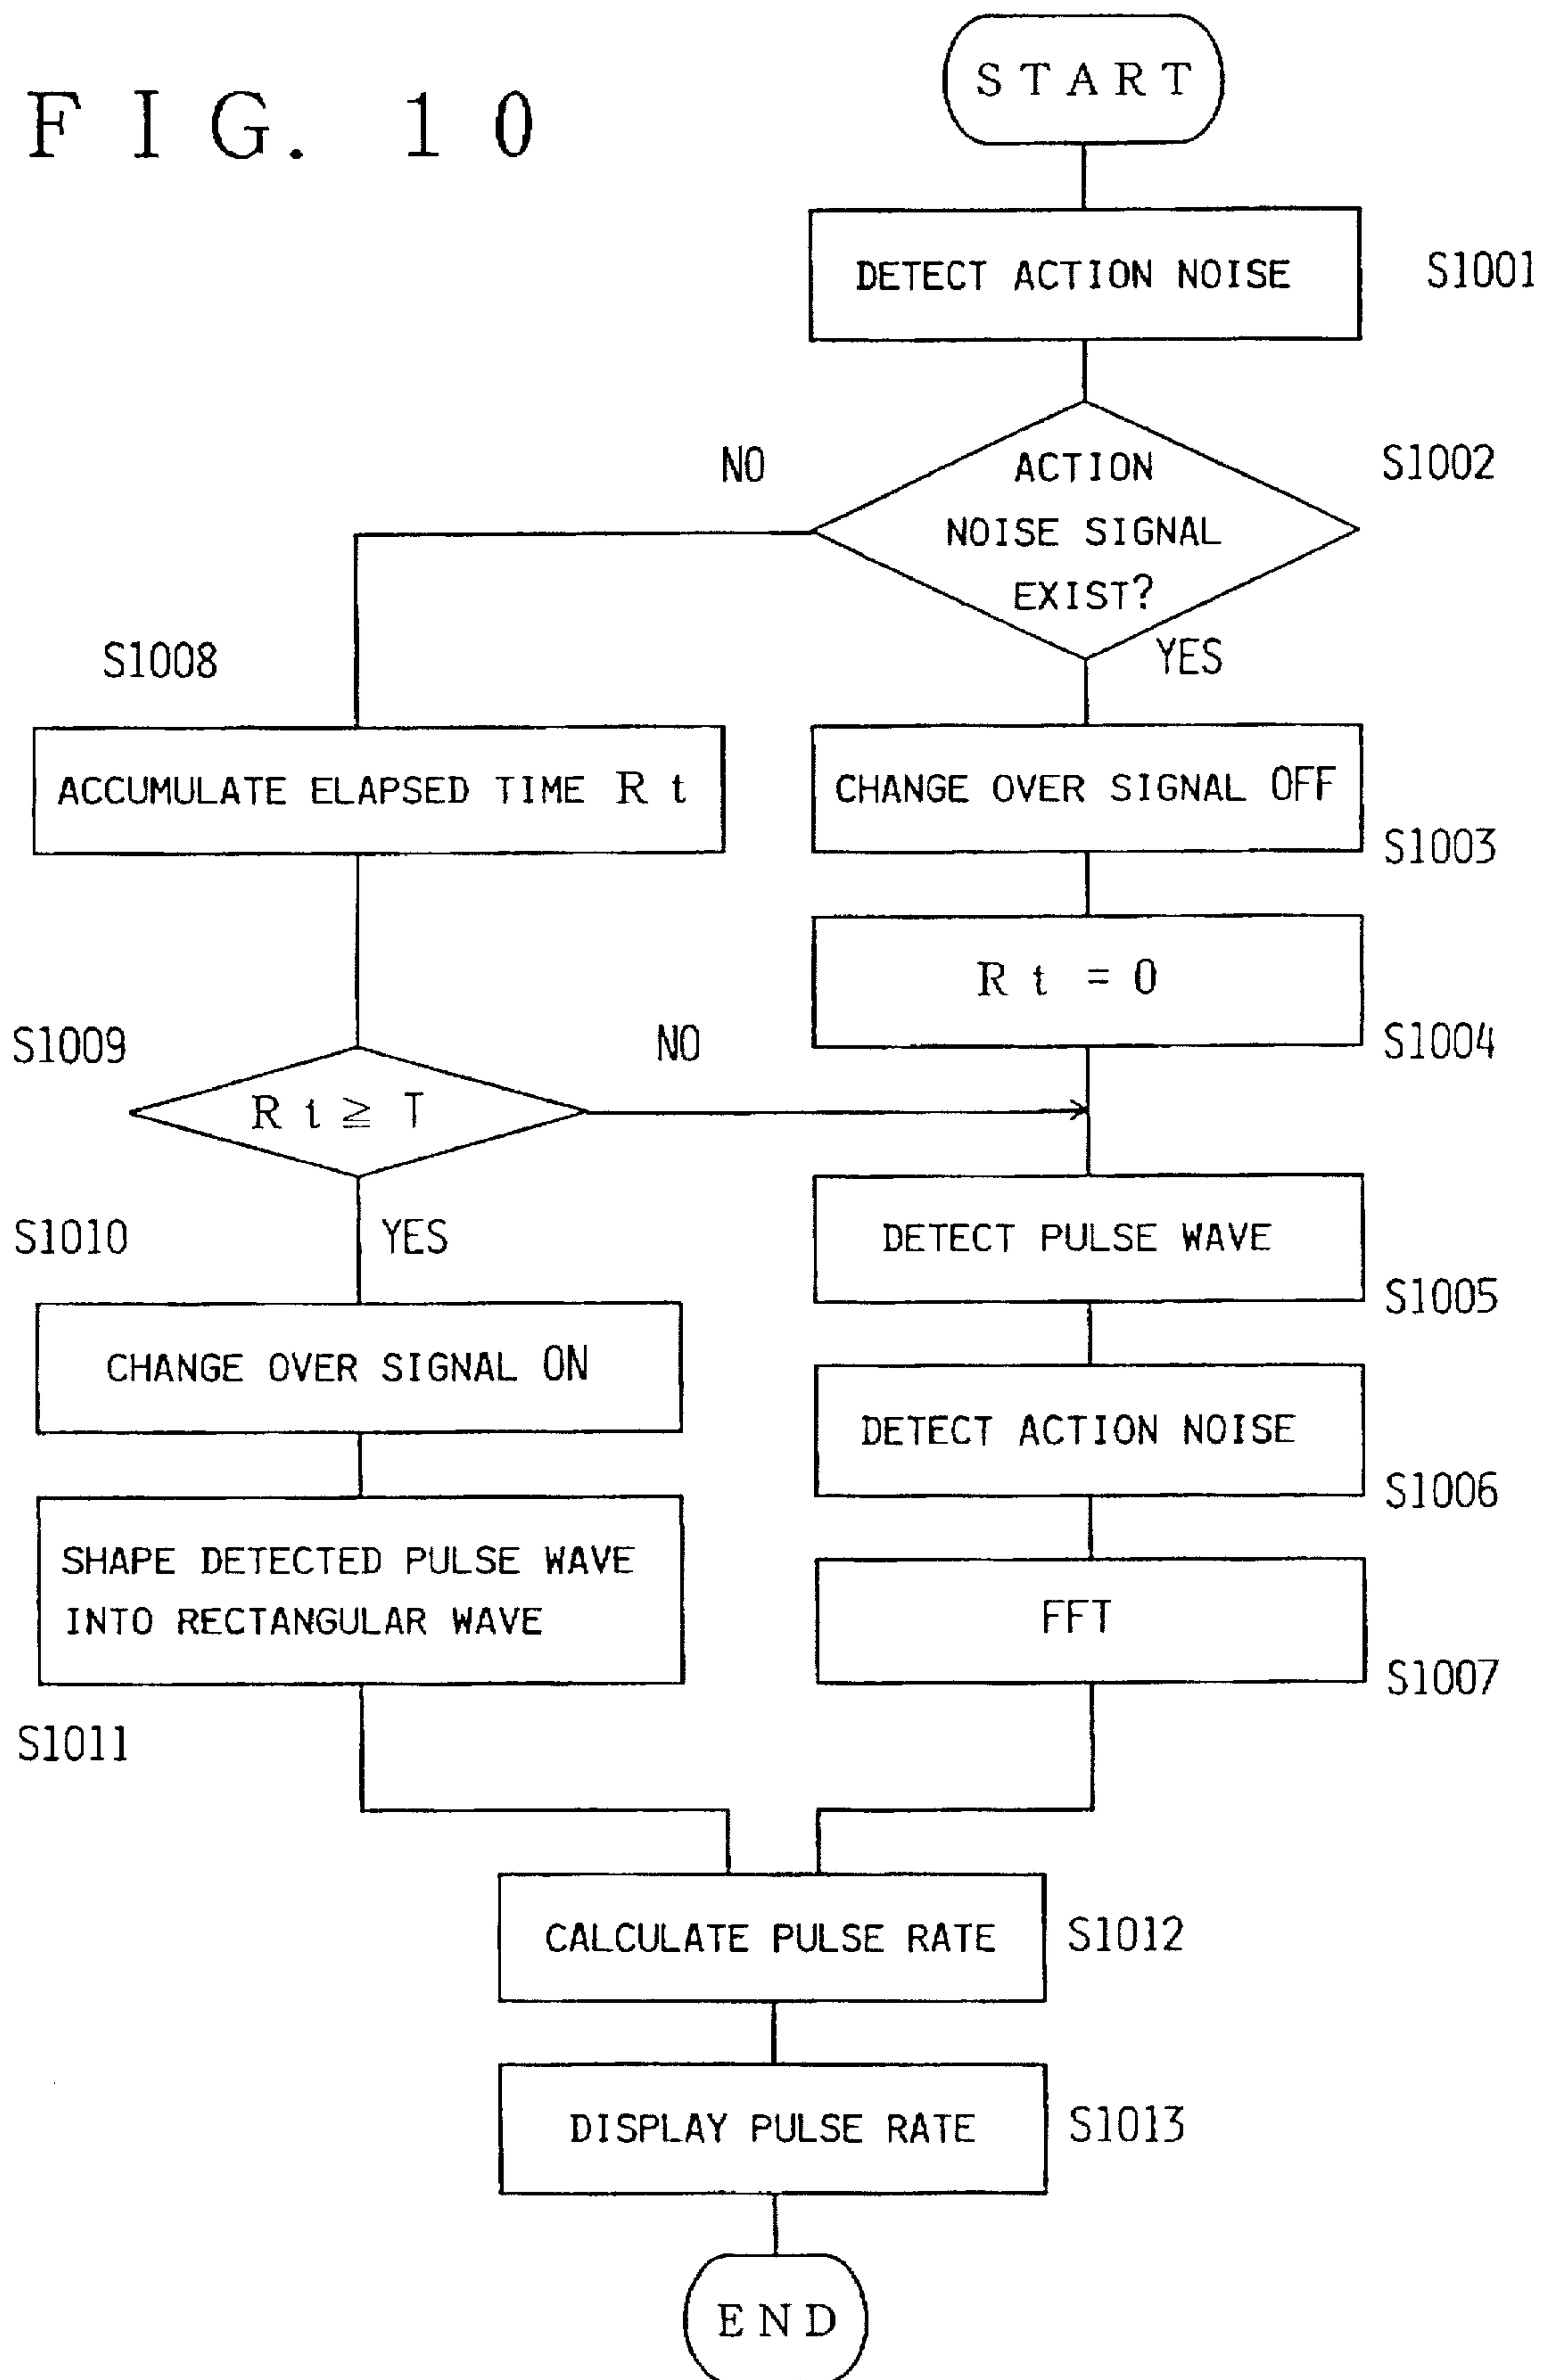 FIG. 10
START
DETECT ACTION NOISE
S1001
ACTION
NOISE SIGNAL
EXIST?
S1002
NO
YES
S1008
ACCUMULATE ELAPSED TIME Rt
CHANGE OVER SIGNAL OFF
S1003
Rt = 0
S1004
S1009
Rt ≧ T
NO
S1010
YES
DETECT PULSE WAVE
S1005
CHANGE OVER SIGNAL ON
DETECT ACTION NOISE
S1006
SHAPE DETECTED PULSE WAVE
INTO RECTANGULAR WAVE
FFT
S1007
S1011
CALCULATE PULSE RATE
S1012
DISPLAY PULSE RATE
S1013
END